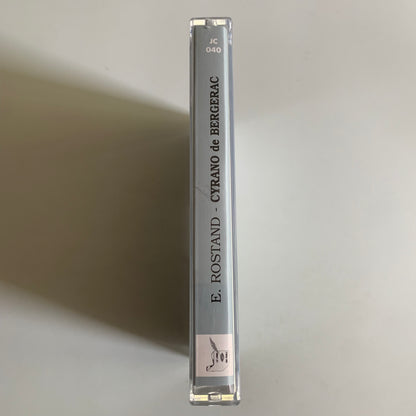 JC
040
E. ROSTAND - CYRANO de BERGERAC